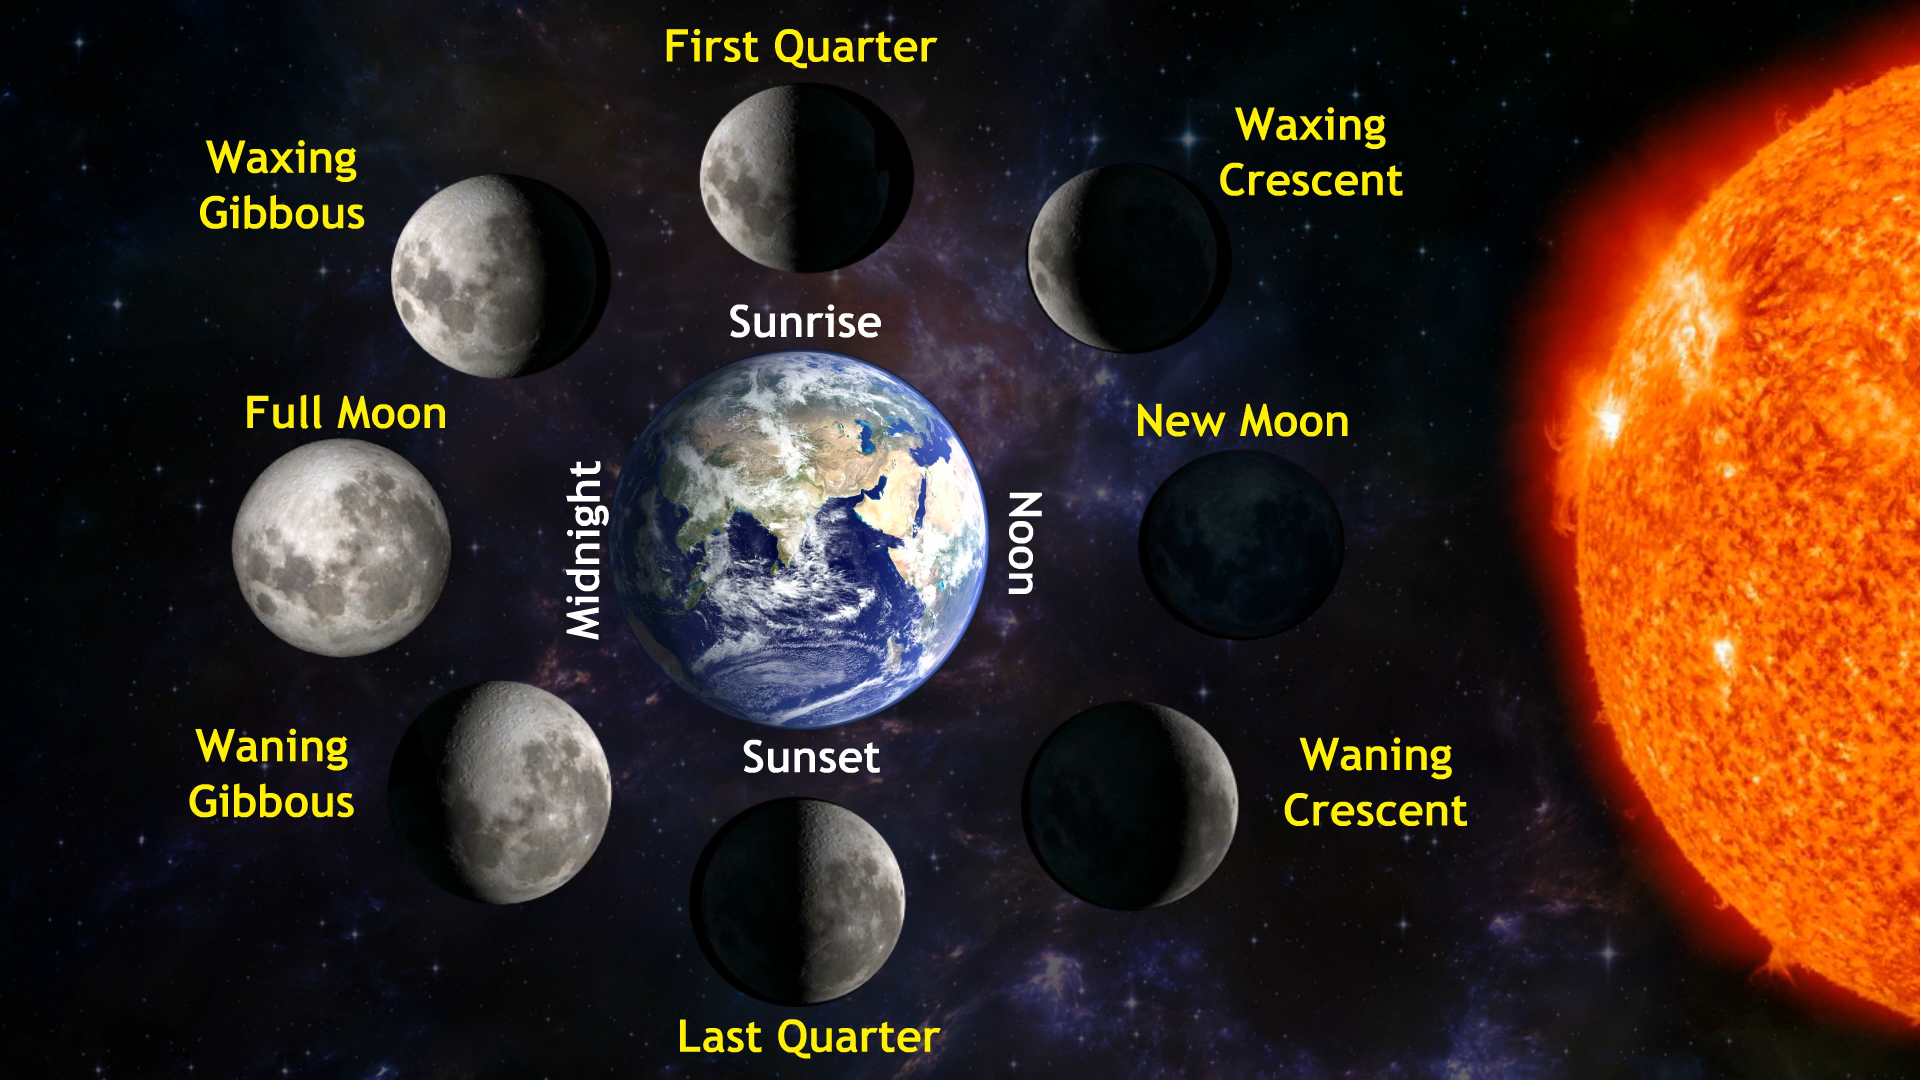 First Quarter
Waxing
Crescent
Waxing
Gibbous
Sunrise
Full Moon
New Moon
Midnight
Noon
Waning
Gibbous
Sunset
Waning
Crescent
Last Quarter